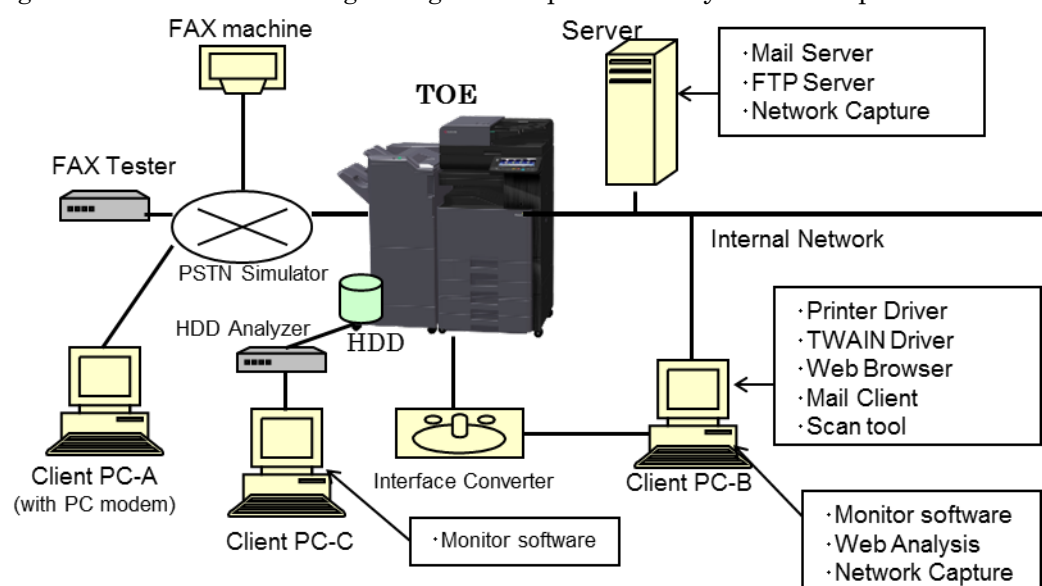 FAX machine
Server
・Mail Server
・FTP Server
・Network Capture
TOE
FAX Tester
Internal Network
PSTN Simulator
・Printer Driver
・TWAIN Driver
・Web Browser
・Mail Client
・Scan tool
HDD Analyzer
HDD
Client PC-A
(with PC modem)
Interface Converter
Client PC-B
Client PC-C
・Monitor software
・Monitor software
・Web Analysis
・Network Capture